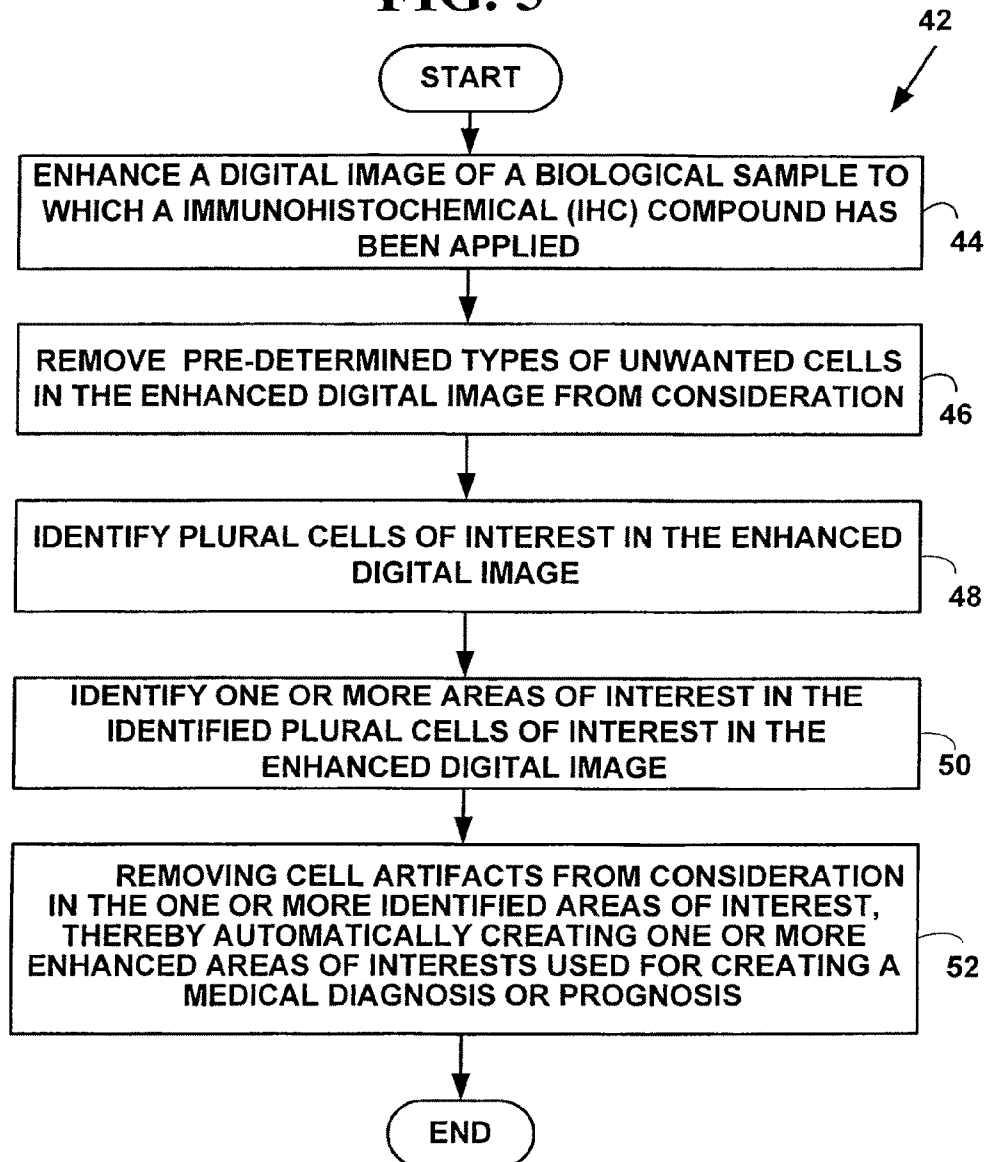 42
START
ENHANCE A DIGITAL IMAGE OF A BIOLOGICAL SAMPLE TO
WHICH A IMMUNOHISTOCHEMICAL (IHC) COMPOUND HAS
BEEN APPLIED
44
REMOVE PRE-DETERMINED TYPES OF UNWANTED CELLS
IN THE ENHANCED DIGITAL IMAGE FROM CONSIDERATION
46
IDENTIFY PLURAL CELLS OF INTEREST IN THE ENHANCED
DIGITAL IMAGE
48
IDENTIFY ONE OR MORE AREAS OF INTEREST IN THE
IDENTIFIED PLURAL CELLS OF INTEREST IN THE
ENHANCED DIGITAL IMAGE
50
REMOVING CELL ARTIFACTS FROM CONSIDERATION
IN THE ONE OR MORE IDENTIFIED AREAS OF INTEREST,
THEREBY AUTOMATICALLY CREATING ONE OR MORE
ENHANCED AREAS OF INTERESTS USED FOR CREATING A
MEDICAL DIAGNOSIS OR PROGNOSIS
52
END